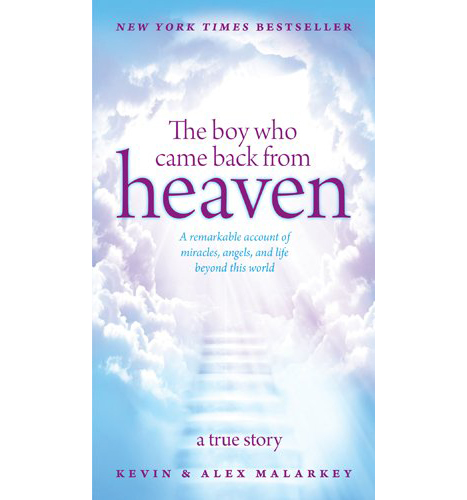 NEW YORK TIMES BESTSELLER
The boy who
came back from
heaven
A remarkable account of
miracles, angels, and life
beyond this world
a true story
KEVIN & ALEX MALARKEY